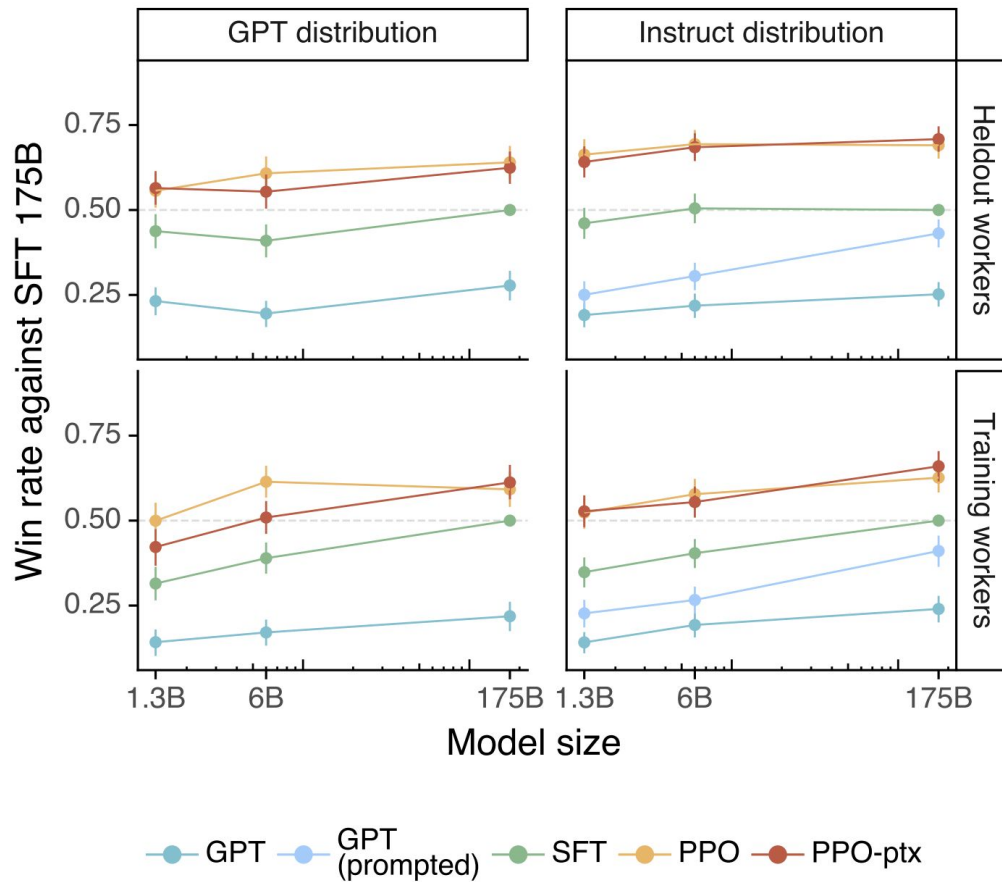 GPT distribution
Instruct distribution
Heldout workers
Training workers
Win rate against SFT 175B
0.75
0.50
0.25
0.75
0.50
0.25
1.3B
6B
175B
1.3B
6B
175B
Model size
GPT
GPT
(prompted)
SFT
PPO
PPO-ptx